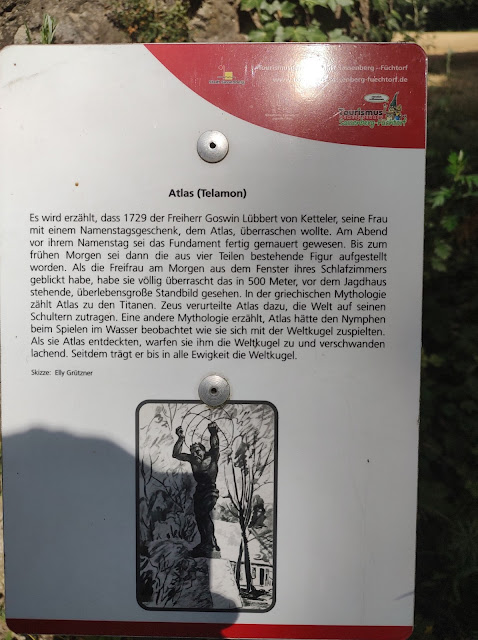 Sassenberg - Füchtorf
Tourismus
Sassenberg-Füchtorf
Atlas (Telamon)
Es wird erzählt, dass 1729 der Freiherr Goswin Lübbert von Ketteler, seine Frau
mit einem Namenstagsgeschenk, dem Atlas, überraschen wollte. Am Abend
vor ihrem Namenstag sei das Fundament fertig gemauert gewesen. Bis zum
frühen Morgen sei dann die aus vier Teilen bestehende Figur aufgestellt
worden. Als die Freifrau am Morgen aus dem Fenster ihres Schlafzimmers
geblickt habe, habe sie völlig überrascht das in 500 Meter, vor dem Jagdhaus
stehende, überlebensgroße Standbild gesehen. In der griechischen Mythologie
zählt Atlas zu den Titanen. Zeus verurteilte Atlas dazu, die Welt auf seinen
Schultern zutragen. Eine andere Mythologie erzählt, Atlas hätte den Nymphen
beim Spielen im Wasser beobachtet wie sie sich mit der Weltkugel zuspielten.
Als sie Atlas entdeckten, warfen sie ihm die Weltkugel zu und verschwanden
lachend. Seitdem trägt er bis in alle Ewigkeit die Weltkugel.
Skizze: Elly Grützner